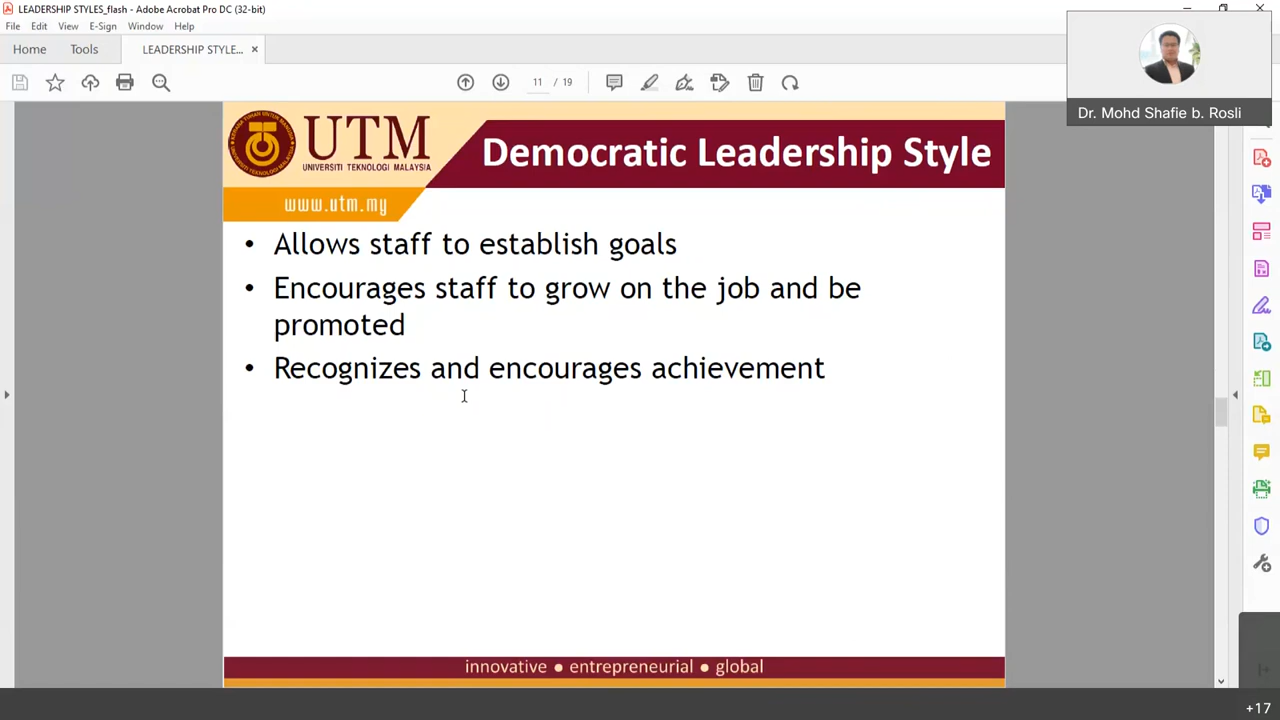 LEADERSHIP STYLES_flash - Adobe Acrobat Pro DC (32-bit)
File Edit View E-Sign Window Help
Home Tools LEADERSHIP STYLE... ×
11 / 19
Dr. Mohd Shafie b. Rosli
UTM
UNIVERSITI TEKNOLOGI MALAYSIA
www.utm.my
Democratic Leadership Style
• Allows staff to establish goals
• Encourages staff to grow on the job and be
promoted
• Recognizes and encourages achievement
innovative ● entrepreneurial ● global
+17